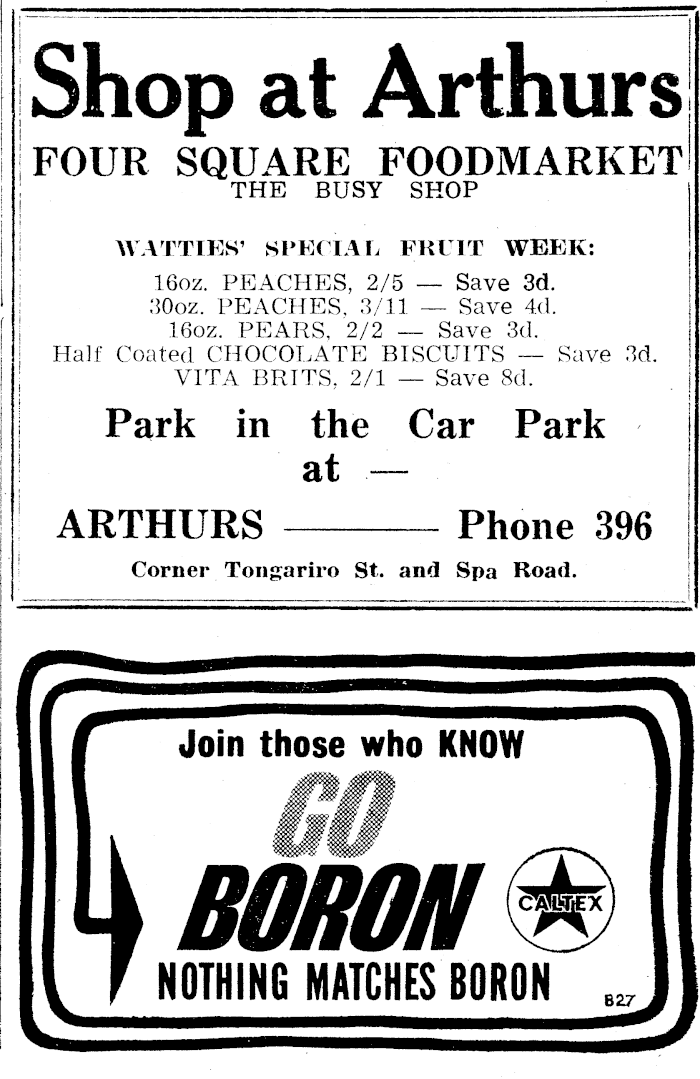 Shop at Arthurs
FOUR SQUARE FOODMARKET
THE BUSY SHOP
WATTIES' SPECIAL FRUIT WEEK:
16oz. PEACHES, 2/5 — Save 3d.
30oz. PEACHES, 3/11 — Save 4d.
16oz. PEARS, 2/2 — Save 3d.
Half Coated CHOCOLATE BISCUITS — Save 3d.
VITA BRITS, 2/1 — Save 8d.
Park in the Car Park
at —
ARTHURS ——— Phone 396
Corner Tongariro St. and Spa Road.
Join those who KNOW
GO
BORON
CALTEX
NOTHING MATCHES BORON
B27